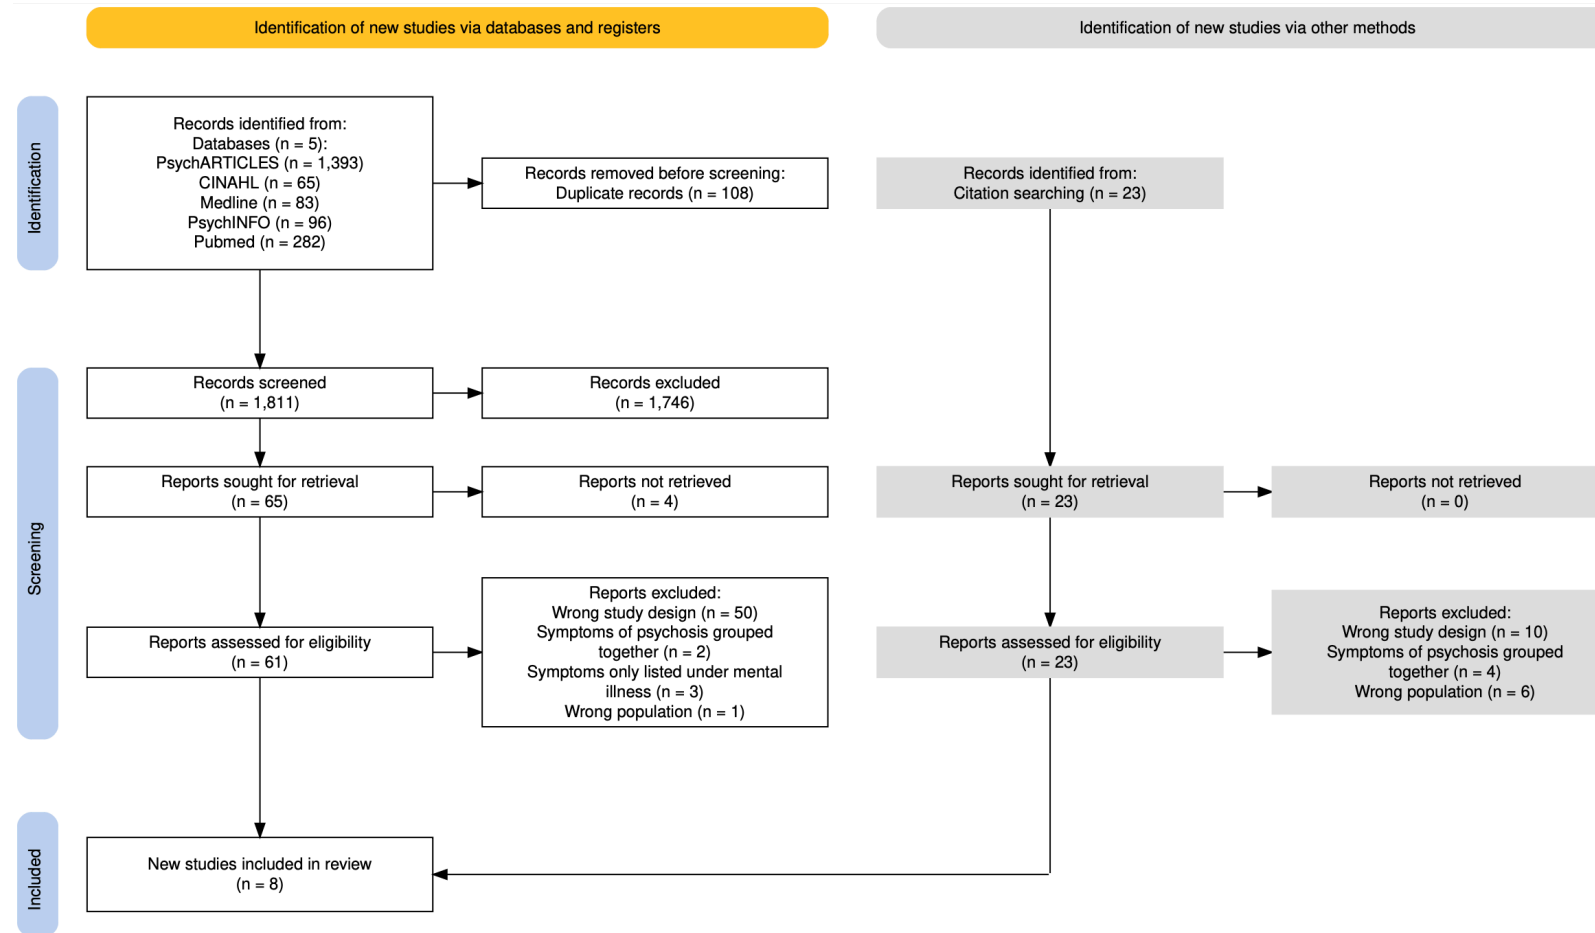 Identification of new studies via databases and registers
Identification of new studies via other methods
Identification
Records identified from:
Databases (n = 5):
PsychARTICLES (n = 1,393)
CINAHL (n = 65)
Medline (n = 83)
PsychINFO (n = 96)
Pubmed (n = 282)
Records removed before screening:
Duplicate records (n = 108)
Records identified from:
Citation searching (n = 23)
Screening
Records screened
(n = 1,811)
Records excluded
(n = 1,746)
Reports sought for retrieval
(n = 65)
Reports not retrieved
(n = 4)
Reports sought for retrieval
(n = 23)
Reports not retrieved
(n = 0)
Reports assessed for eligibility
(n = 61)
Reports excluded:
Wrong study design (n = 50)
Symptoms of psychosis grouped
together (n = 2)
Symptoms only listed under mental
illness (n = 3)
Wrong population (n = 1)
Reports assessed for eligibility
(n = 23)
Reports excluded:
Wrong study design (n = 10)
Symptoms of psychosis grouped
together (n = 4)
Wrong population (n = 6)
Included
New studies included in review
(n = 8)